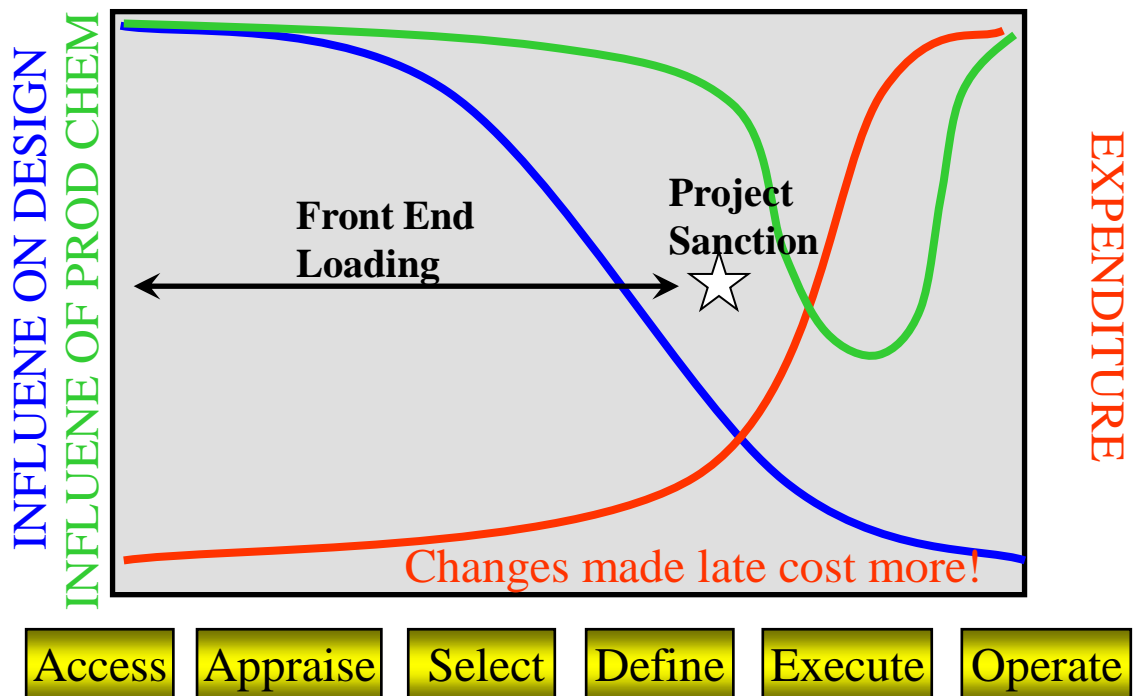 INFLUENE ON DESIGN
INFLUENE OF PROD CHEM
Front End
Loading
Project
Sanction
EXPENDITURE
Changes made late cost more!
Access
Appraise
Select
Define
Execute
Operate